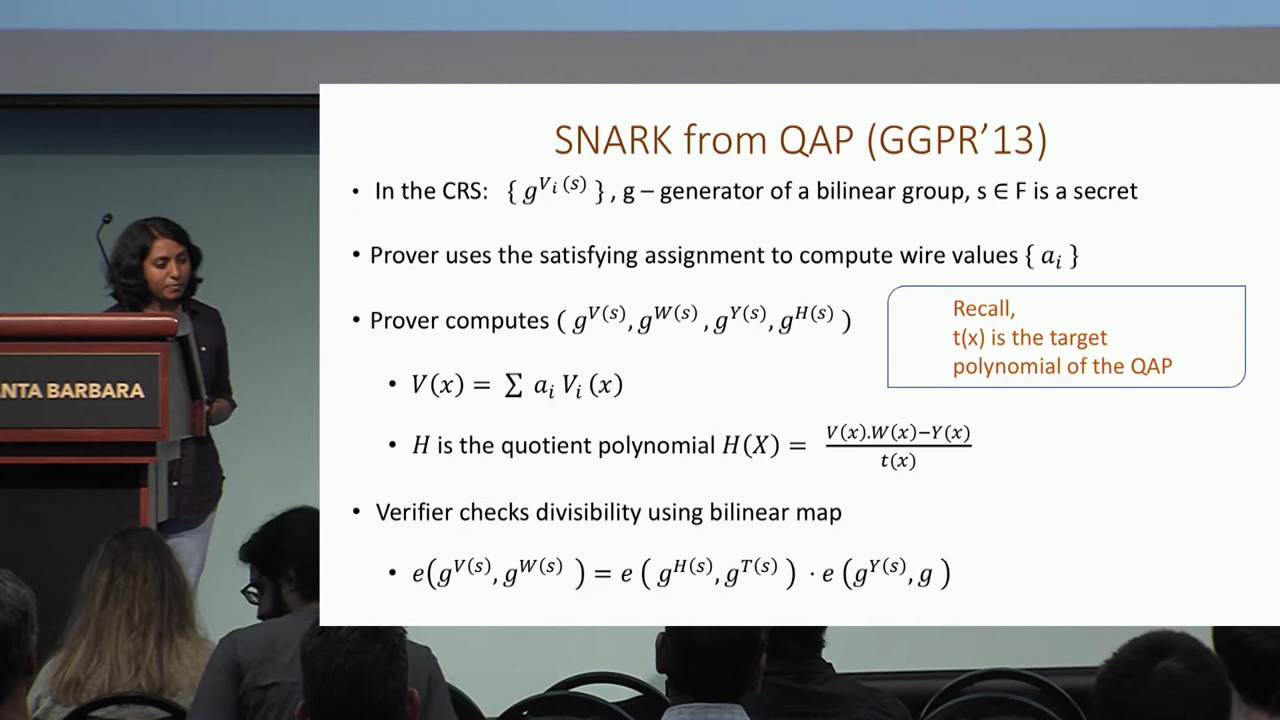 SNARK from QAP (GGPR'13)
• In the CRS: { g^{V_i(s)} } , g – generator of a bilinear group, s ∈ F is a secret
• Prover uses the satisfying assignment to compute wire values { a_i }
• Prover computes ( g^{V(s)}, g^{W(s)}, g^{Y(s)}, g^{H(s)} )
Recall,
t(x) is the target
polynomial of the QAP
• V(x) = ∑ a_i V_i (x)
• H is the quotient polynomial H(X) = \frac{V(x).W(x)−Y(x)}{t(x)}
• Verifier checks divisibility using bilinear map
• e(g^{V(s)}, g^{W(s)} ) = e ( g^{H(s)}, g^{T(s)} ) · e (g^{Y(s)}, g )
NTA BARBARA